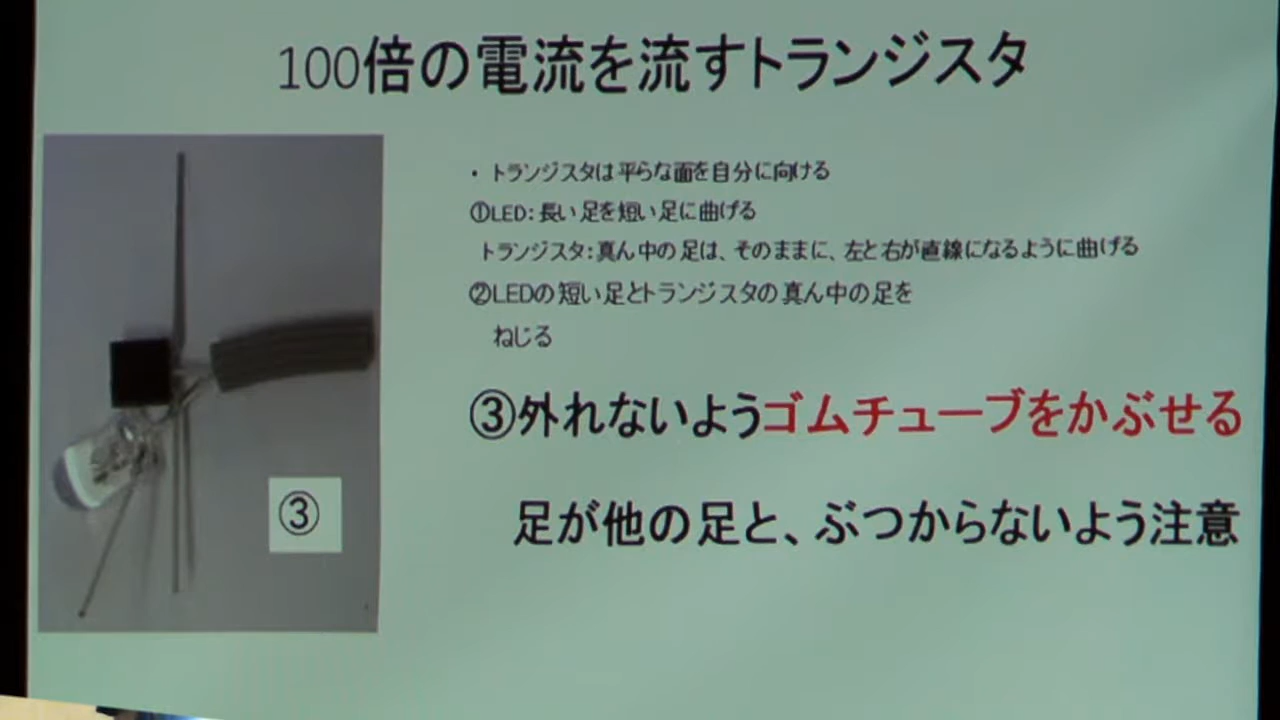 100倍の電流を流すトランジスタ
・ トランジスタは平らな面を自分に向ける
①LED：長い足を短い足に曲げる
トランジスタ：真ん中の足は、そのままに、左と右が直線になるように曲げる
②LEDの短い足とトランジスタの真ん中の足を
ねじる
③外れないようゴムチューブをかぶせる
③
足が他の足と、ぶつからないよう注意